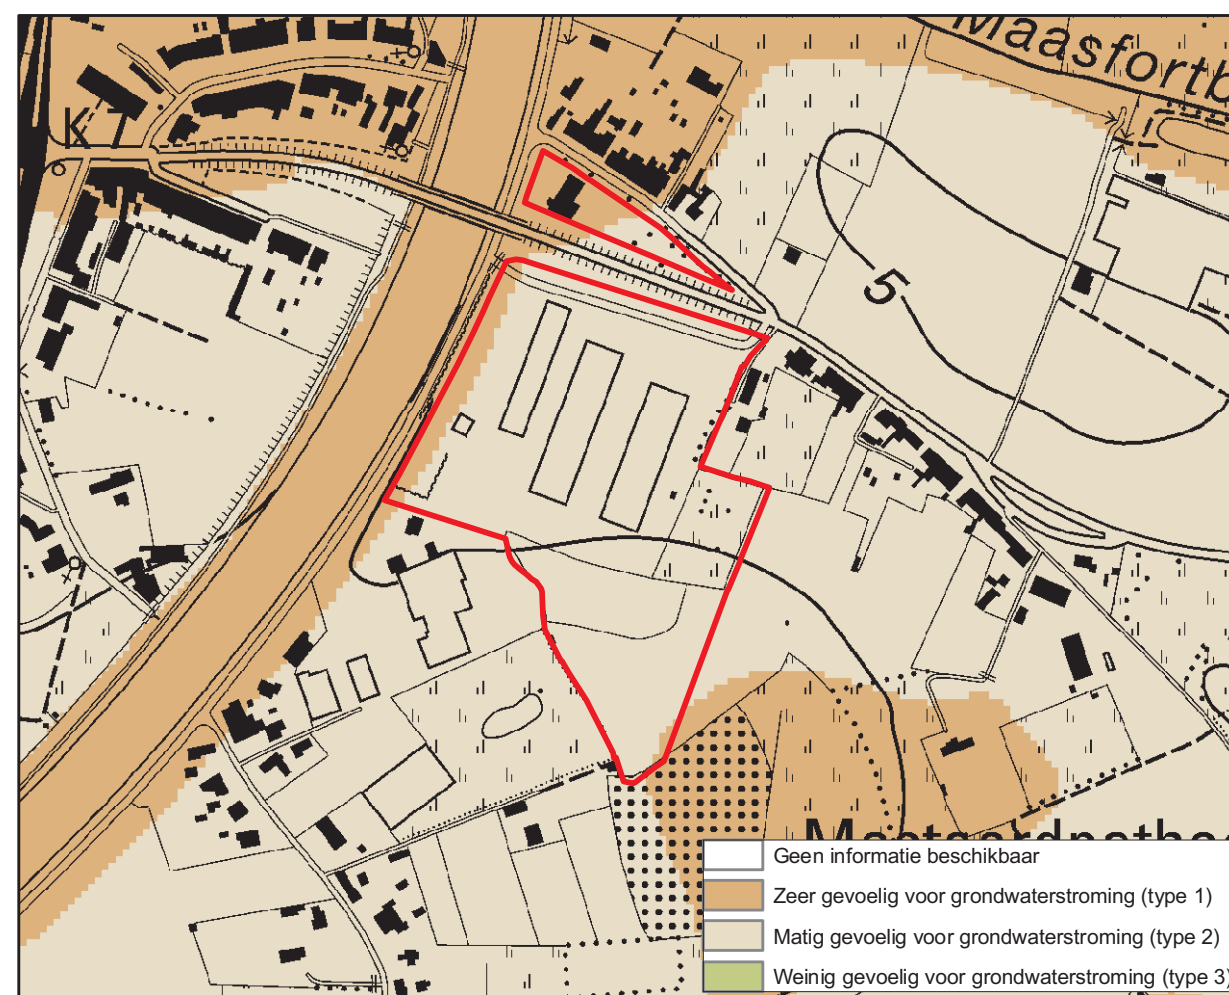 Maasfortb
K 7
5
Geen informatie beschikbaar
Zeer gevoelig voor grondwaterstroming (type 1)
Matig gevoelig voor grondwaterstroming (type 2)
Weinig gevoelig voor grondwaterstroming (type 3)